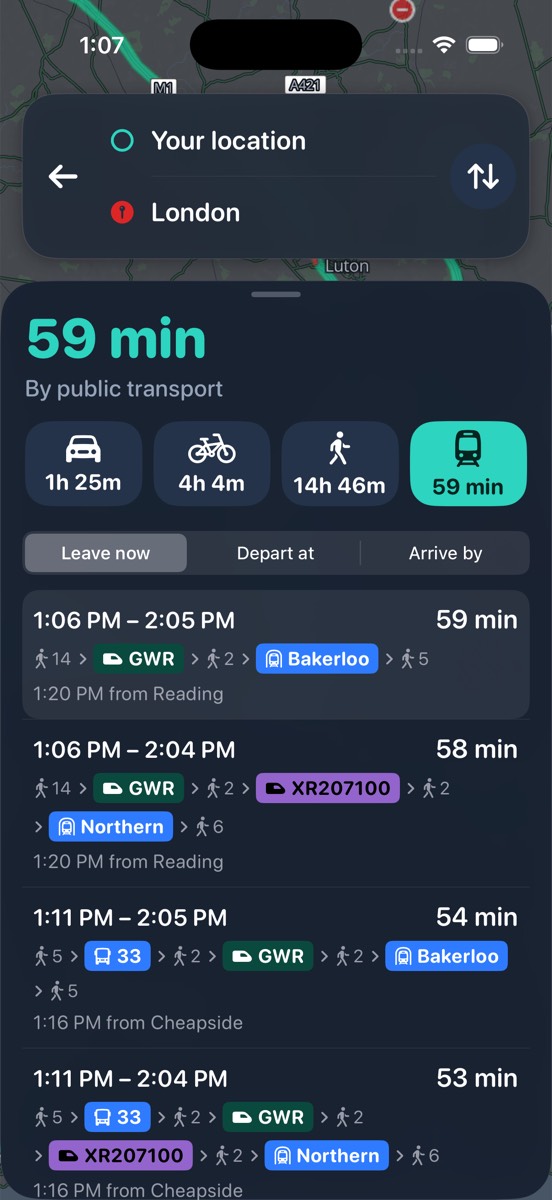 1:07
M1
A421
Your location
London
Luton
59 min
By public transport
1h 25m
4h 4m
14h 46m
59 min
Leave now
Depart at
Arrive by
1:06 PM – 2:05 PM
59 min
14 > GWR > 2 > Bakerloo > 5
1:20 PM from Reading
1:06 PM – 2:04 PM
58 min
14 > GWR > 2 > XR207100 > 2
> Northern > 6
1:20 PM from Reading
1:11 PM – 2:05 PM
54 min
5 > 33 > 2 > GWR > 2 > Bakerloo
> 5
1:16 PM from Cheapside
1:11 PM – 2:04 PM
53 min
5 > 33 > 2 > GWR > 2
> XR207100 > 2 > Northern > 6
1:16 PM from Cheapside